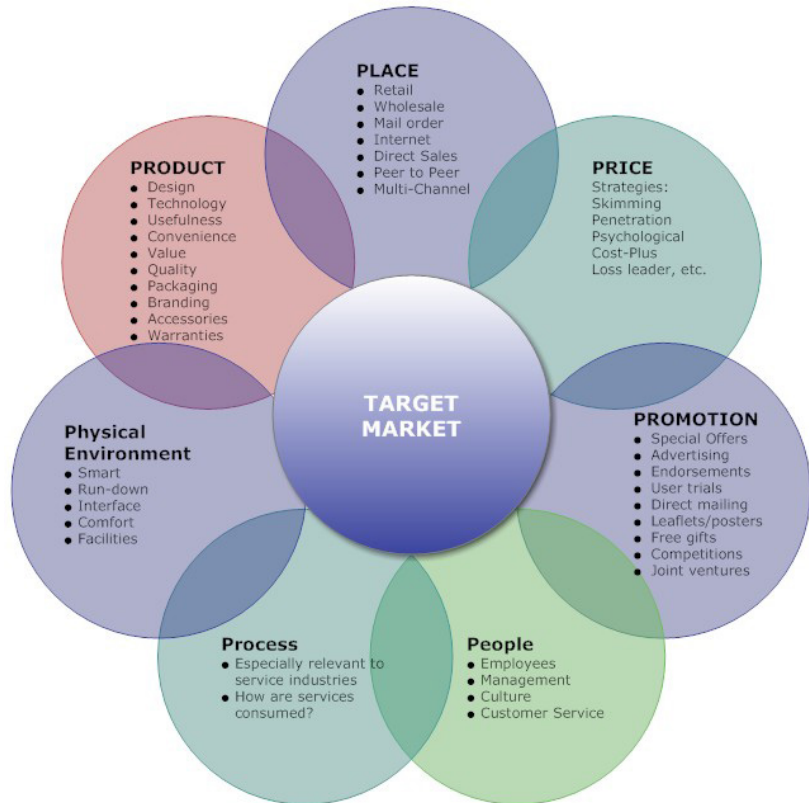 PLACE
● Retail
● Wholesale
● Mail order
● Internet
● Direct Sales
● Peer to Peer
● Multi-Channel
PRODUCT
● Design
● Technology
● Usefulness
● Convenience
● Value
● Quality
● Packaging
● Branding
● Accessories
● Warranties
PRICE
Strategies:
Skimming
Penetration
Psychological
Cost-Plus
Loss leader, etc.
TARGET
MARKET
Physical
Environment
● Smart
● Run-down
● Interface
● Comfort
● Facilities
PROMOTION
● Special Offers
● Advertising
● Endorsements
● User trials
● Direct mailing
● Leaflets/posters
● Free gifts
● Competitions
● Joint ventures
Process
● Especially relevant to
service industries
● How are services
consumed?
People
● Employees
● Management
● Culture
● Customer Service